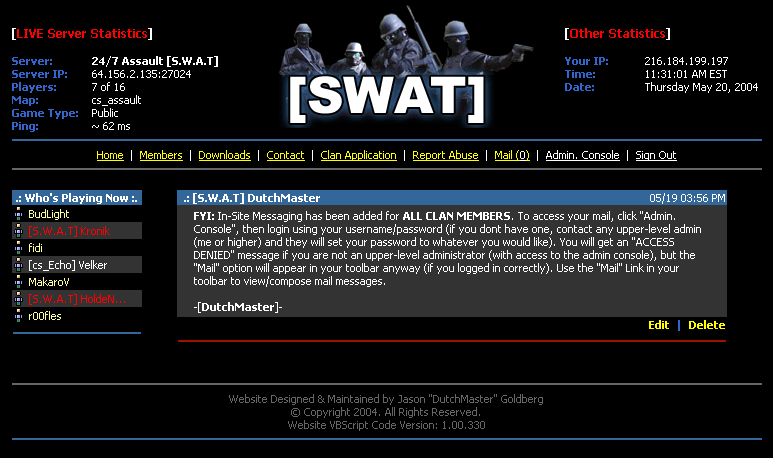 [LIVE Server Statistics]
Server: 24/7 Assault [S.W.A.T]
Server IP: 64.156.2.135:27024
Players: 7 of 16
Map: cs_assault
Game Type: Public
Ping: ~ 62 ms
[SWAT]
[Other Statistics]
Your IP: 216.184.199.197
Time: 11:31:01 AM EST
Date: Thursday May 20, 2004
Home | Members | Downloads | Contact | Clan Application | Report Abuse | Mail (0) | Admin. Console | Sign Out
.: Who's Playing Now :.
BudLight
[S.W.A.T] Kronik
fidi
[cs_Echo] Velker
MakaroV
[S.W.A.T] HoldeN...
r00fles
.: [S.W.A.T] DutchMaster 05/19 03:56 PM
FYI: In-Site Messaging has been added for ALL CLAN MEMBERS. To access your mail, click "Admin.
Console", then login using your username/password (if you dont have one, contact any upper-level admin
(me or higher) and they will set your password to whatever you would like). You will get an "ACCESS
DENIED" message if you are not an upper-level administrator (with access to the admin console), but the
"Mail" option will appear in your toolbar anyway (if you logged in correctly). Use the "Mail" Link in your
toolbar to view/compose mail messages.
-[DutchMaster]-
Edit | Delete
Website Designed & Maintained by Jason "DutchMaster" Goldberg
© Copyright 2004. All Rights Reserved.
Website VBScript Code Version: 1.00.330